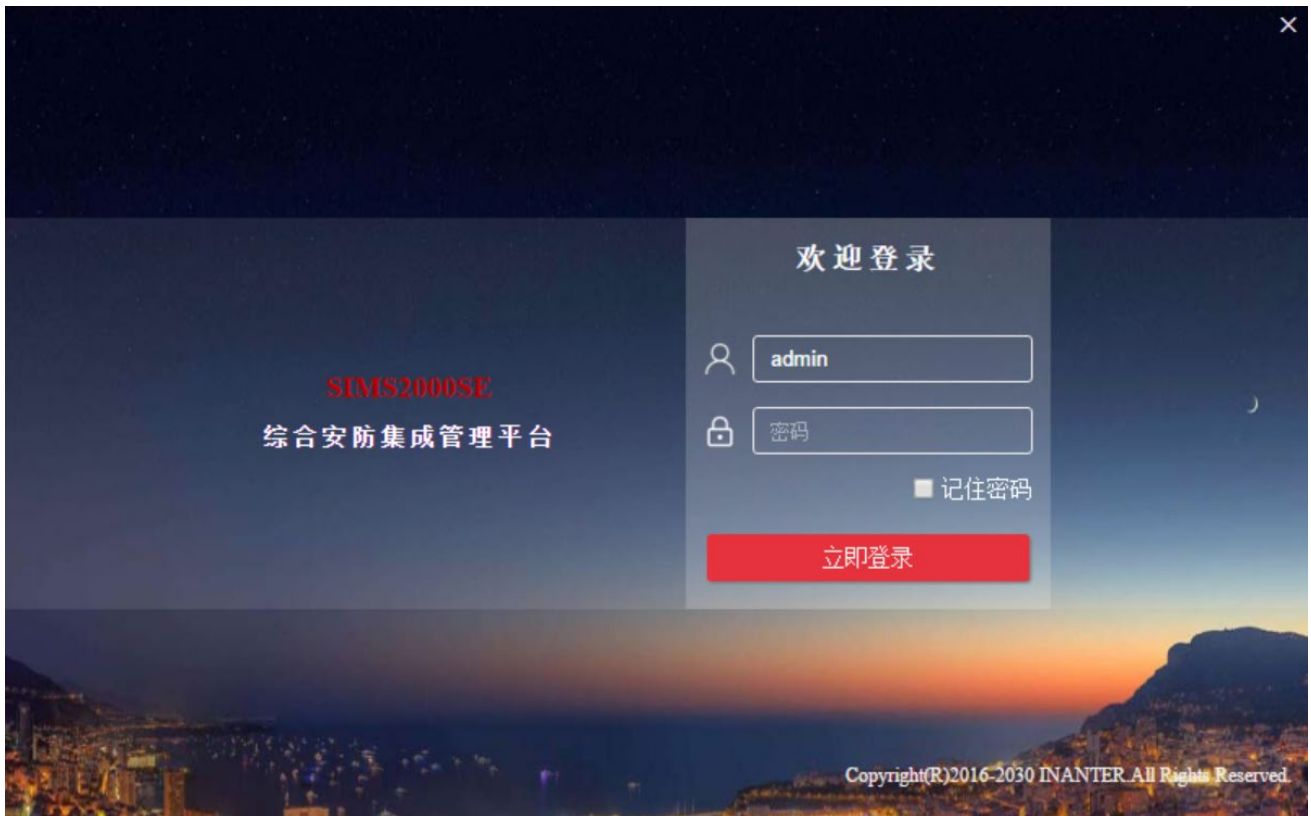 欢迎登录
admin
SIMS2000SE
综合安防集成管理平台
密码
记住密码
立即登录
Copyright(R)2016-2030 INANTER.All Rights Reserved.